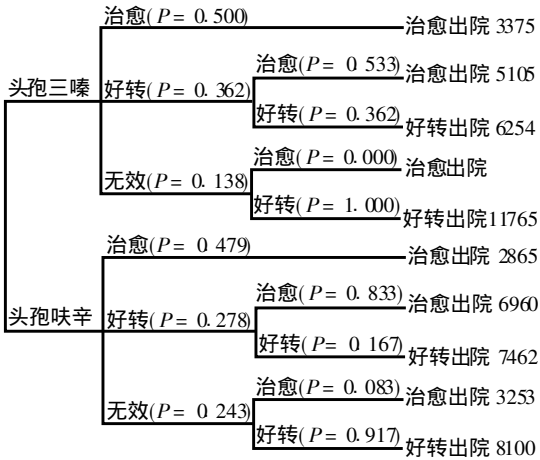 治愈(P = 0.500) 治愈出院 3375
头孢三嗪 好转(P = 0.362) 治愈(P = 0.533) 治愈出院 5105
好转(P = 0.362) 好转出院 6254
无效(P = 0.138) 治愈(P = 0.000) 治愈出院
好转(P = 1.000) 好转出院11765
治愈(P = 0.479) 治愈出院 2865
头孢呋辛 好转(P = 0.278) 治愈(P = 0.833) 治愈出院 6960
好转(P = 0.167) 好转出院 7462
无效(P = 0.243) 治愈(P = 0.083) 治愈出院 3253
好转(P = 0.917) 好转出院 8100